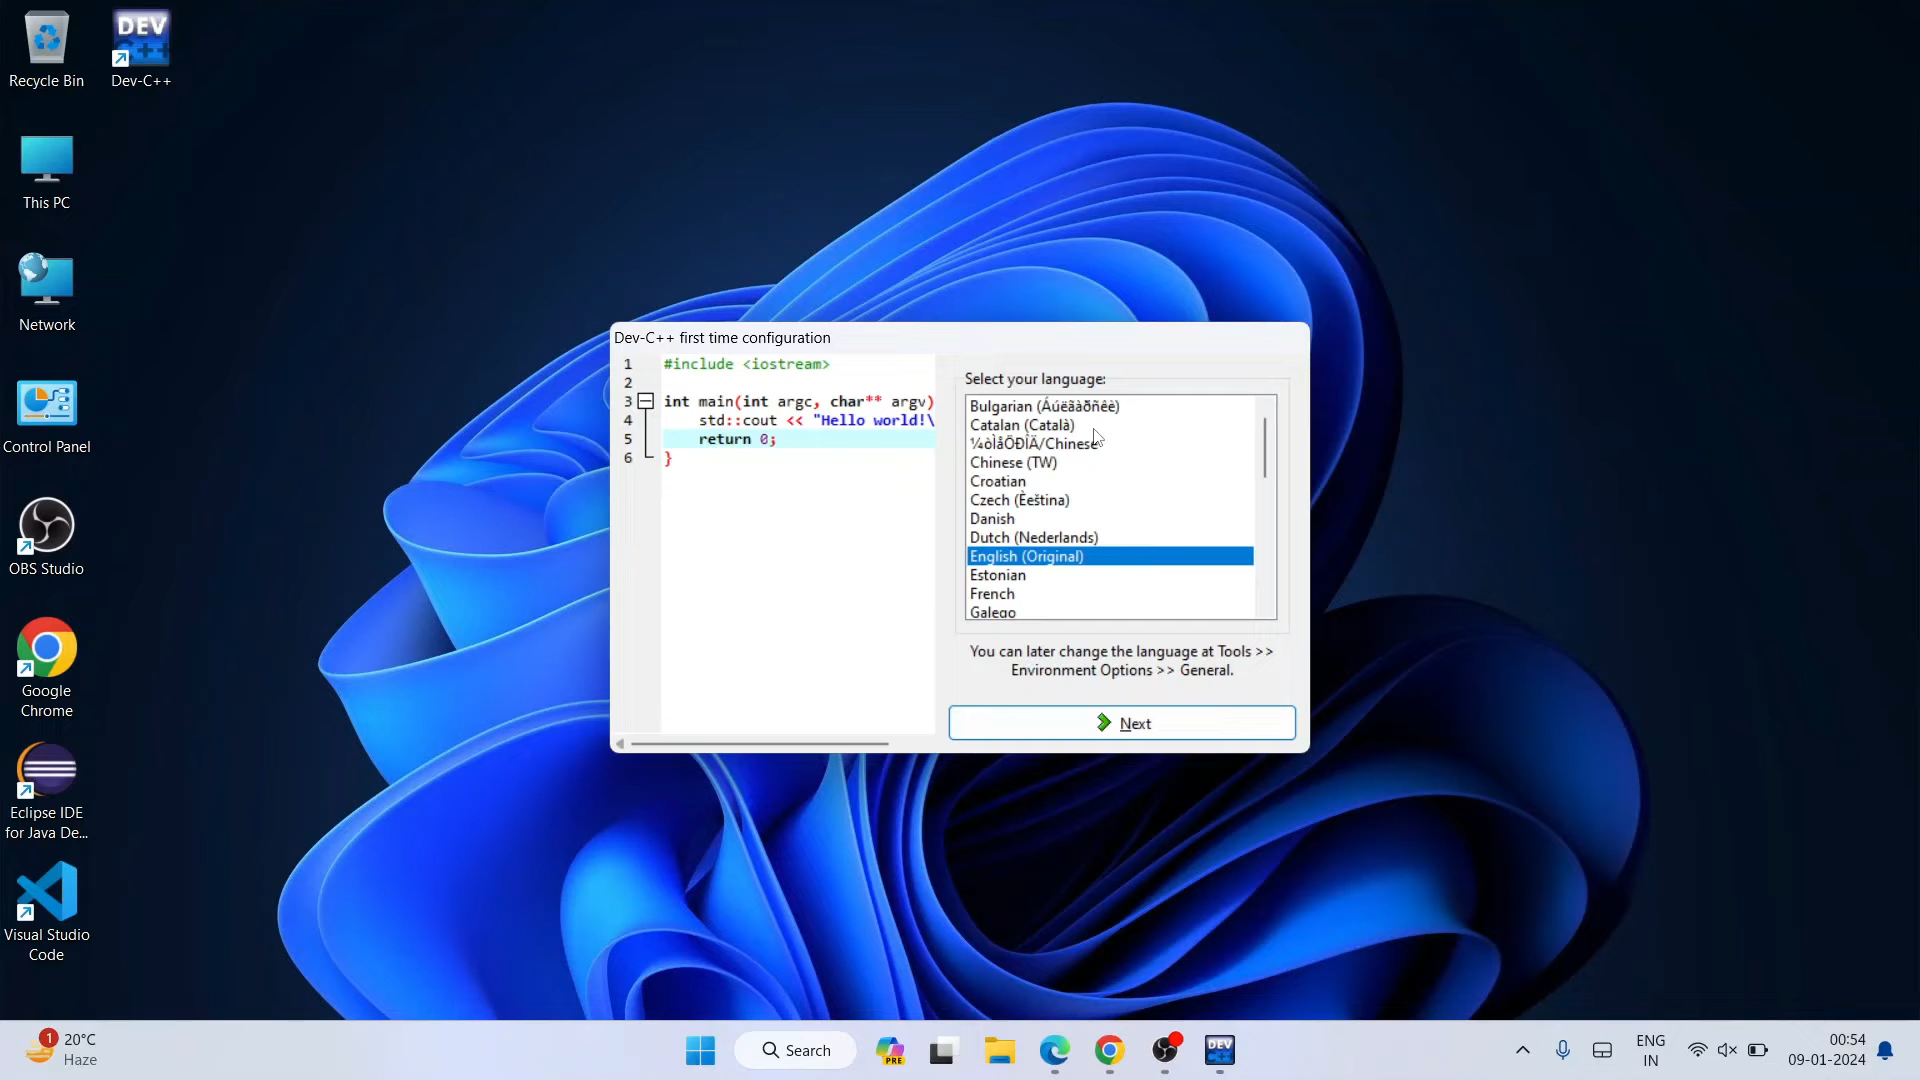 Recycle Bin
DEV
C++
Dev-C++
This PC
Network
Control Panel
OBS Studio
Google
Chrome
Eclipse IDE
for Java De...
Visual Studio
Code
Dev-C++ first time configuration
1 #include <iostream>
2
3 int main(int argc, char** argv)
4 std::cout << "Hello world!\
5 return 0;
6 }
Select your language:
Bulgarian (Áúëãàðñêè)
Catalan (Català)
¼òÌåÖÐÎÄ/Chinese
Chinese (TW)
Croatian
Czech (Èeština)
Danish
Dutch (Nederlands)
English (Original)
Estonian
French
Galego
You can later change the language at Tools >>
Environment Options >> General.
Next
1
20°C
Haze
Search
PRE
DEV
C++
ENG
IN
00:54
09-01-2024